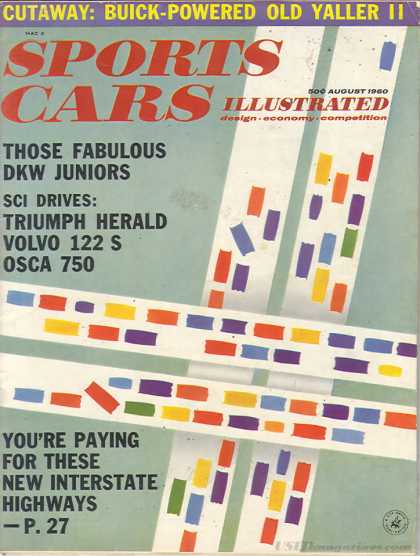 CUTAWAY: BUICK-POWERED OLD YALLER II
SPORTS
CARS
50¢ AUGUST 1960
ILLUSTRATED
design · economy · competition
THOSE FABULOUS
DKW JUNIORS
SCI DRIVES:
TRIUMPH HERALD
VOLVO 122 S
OSCA 750
YOU'RE PAYING
FOR THESE
NEW INTERSTATE
HIGHWAYS
—P. 27